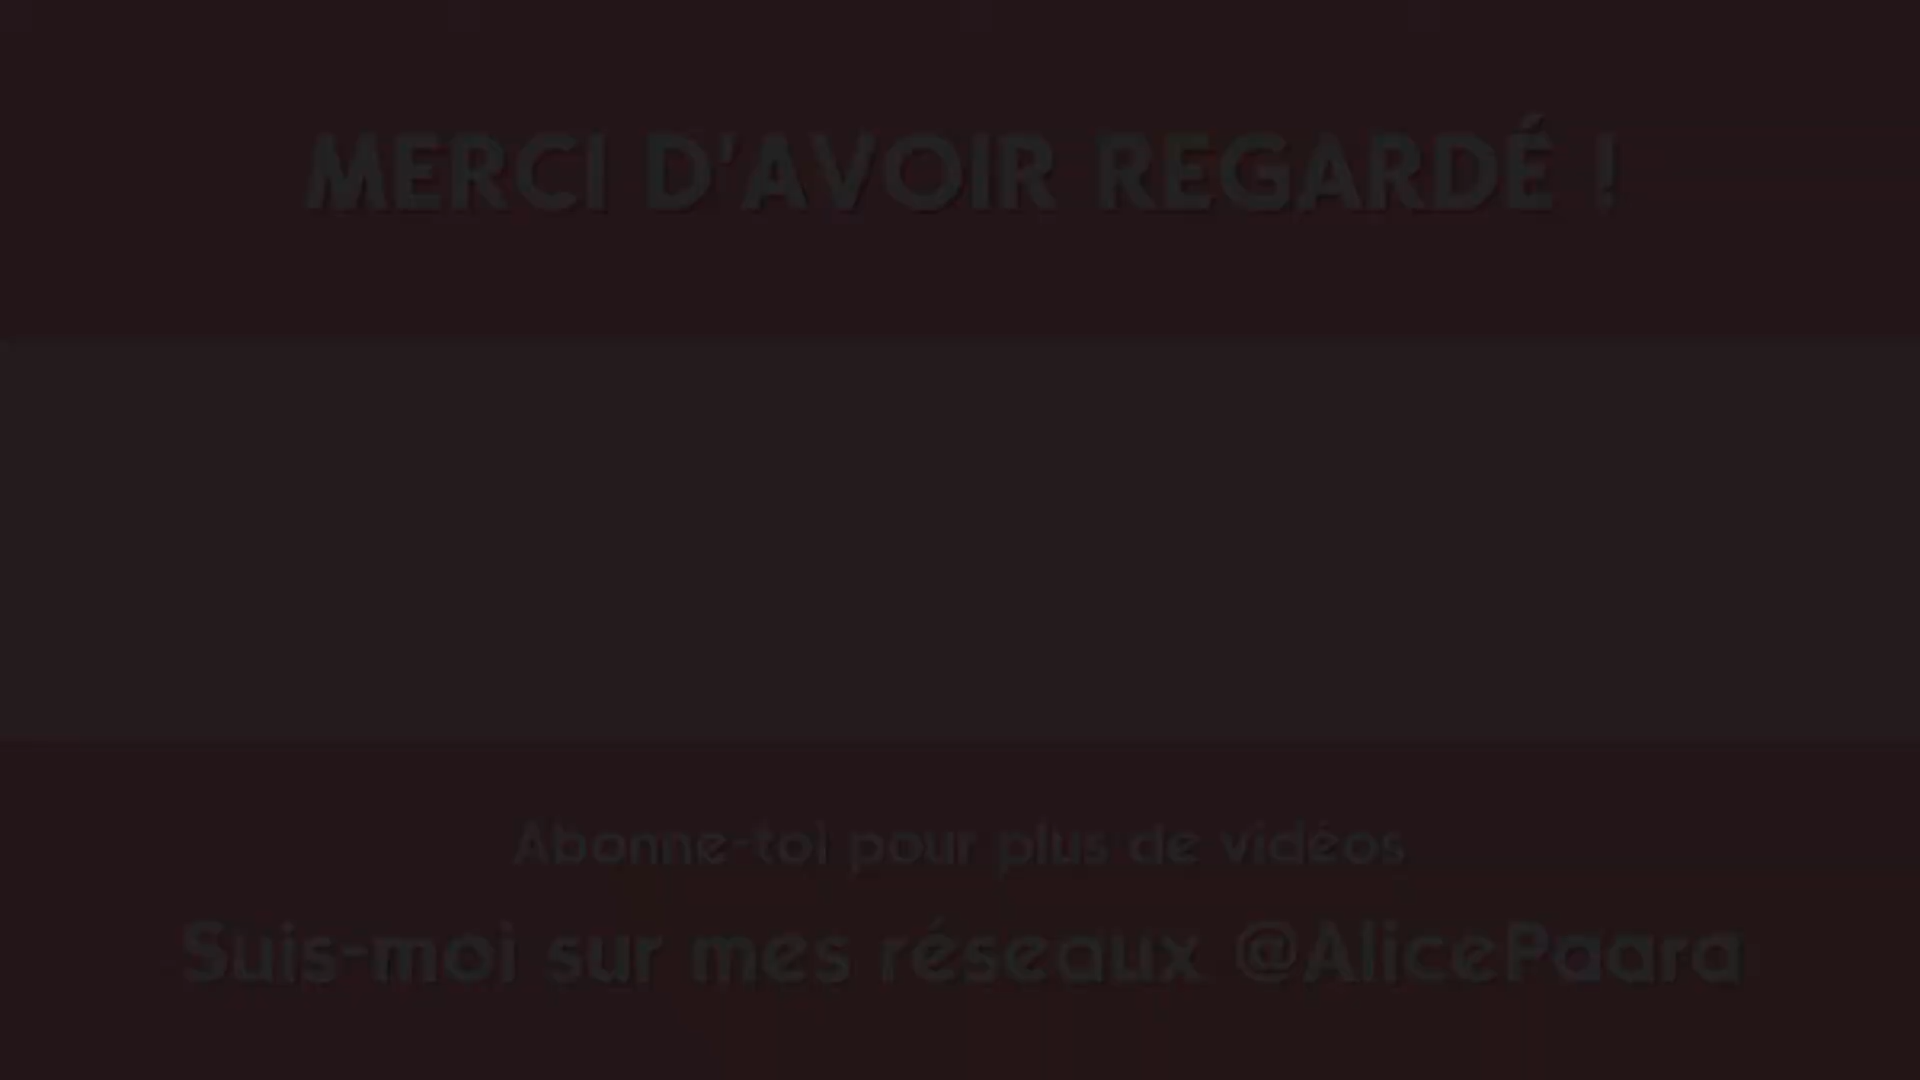 MERCI D'AVOIR REGARDÉ !
Abonne-toi pour plus de vidéos
Suis-moi sur mes réseaux @AlicePaara